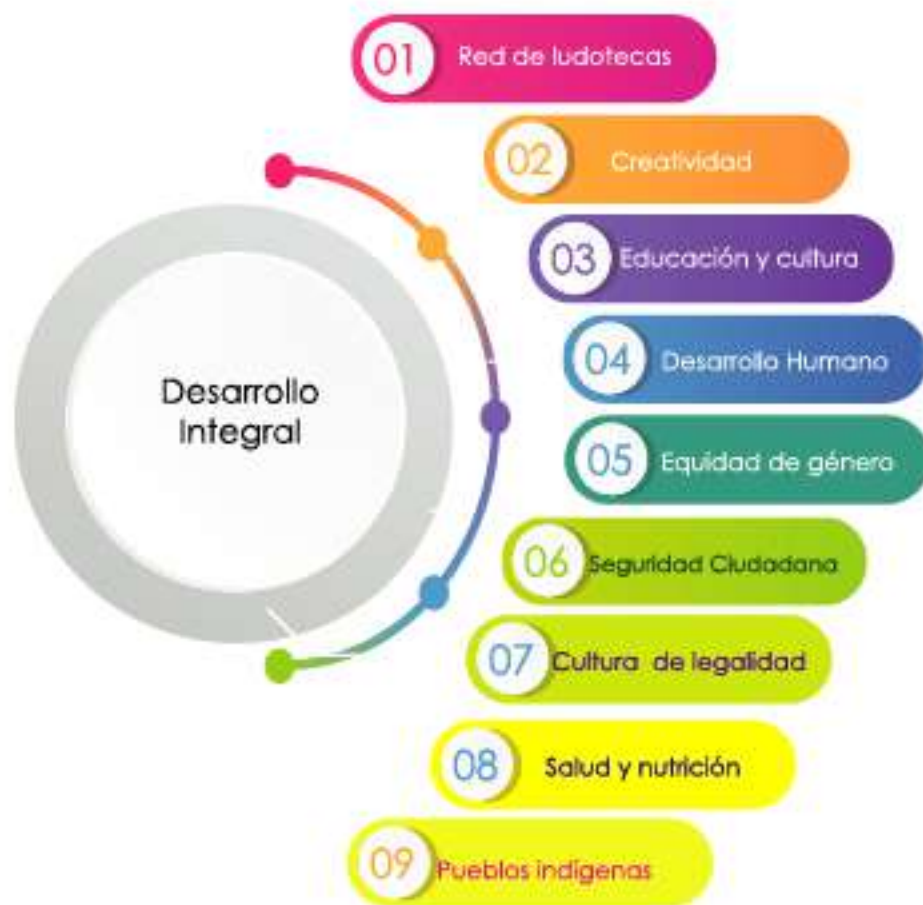 01 Red de ludotecas
02 Creatividad
03 Educación y cultura
04 Desarrollo Humano
Desarrollo
Integral
05 Equidad de género
06 Seguridad Ciudadana
07 Cultura de legalidad
08 Salud y nutrición
09 Pueblos indígenas